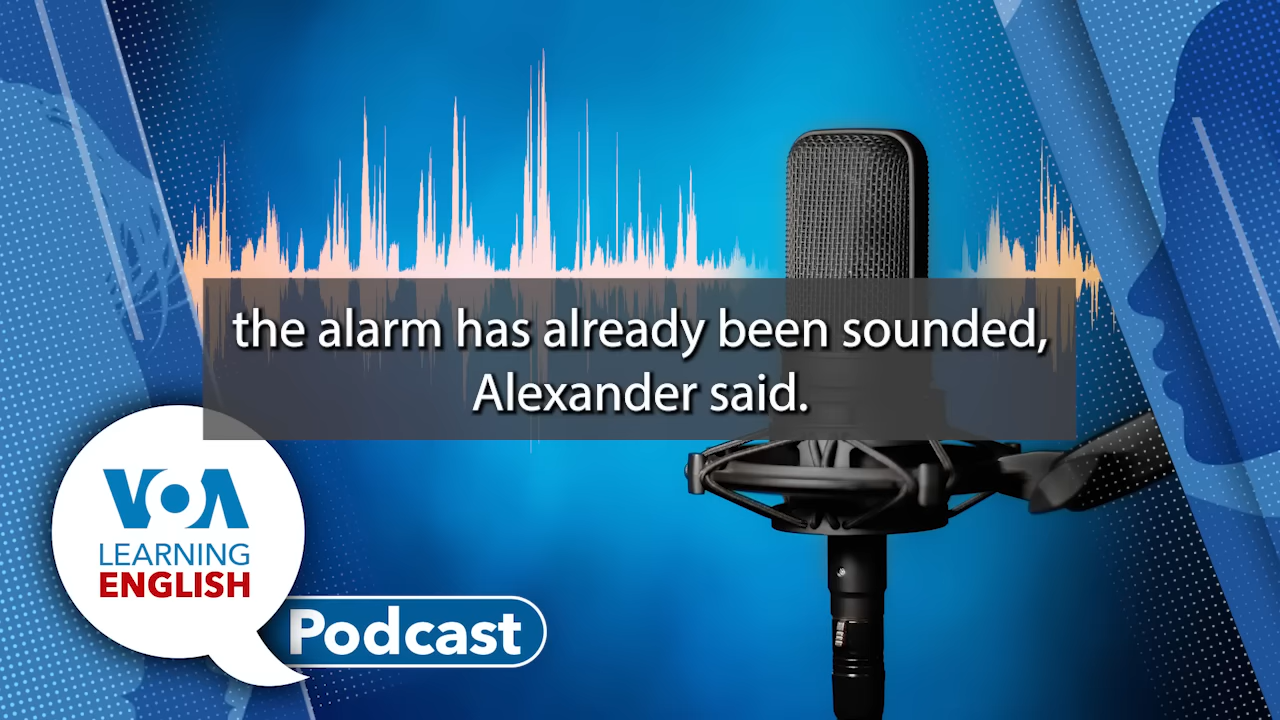 the alarm has already been sounded,
Alexander said.
VOA
LEARNING
ENGLISH
Podcast